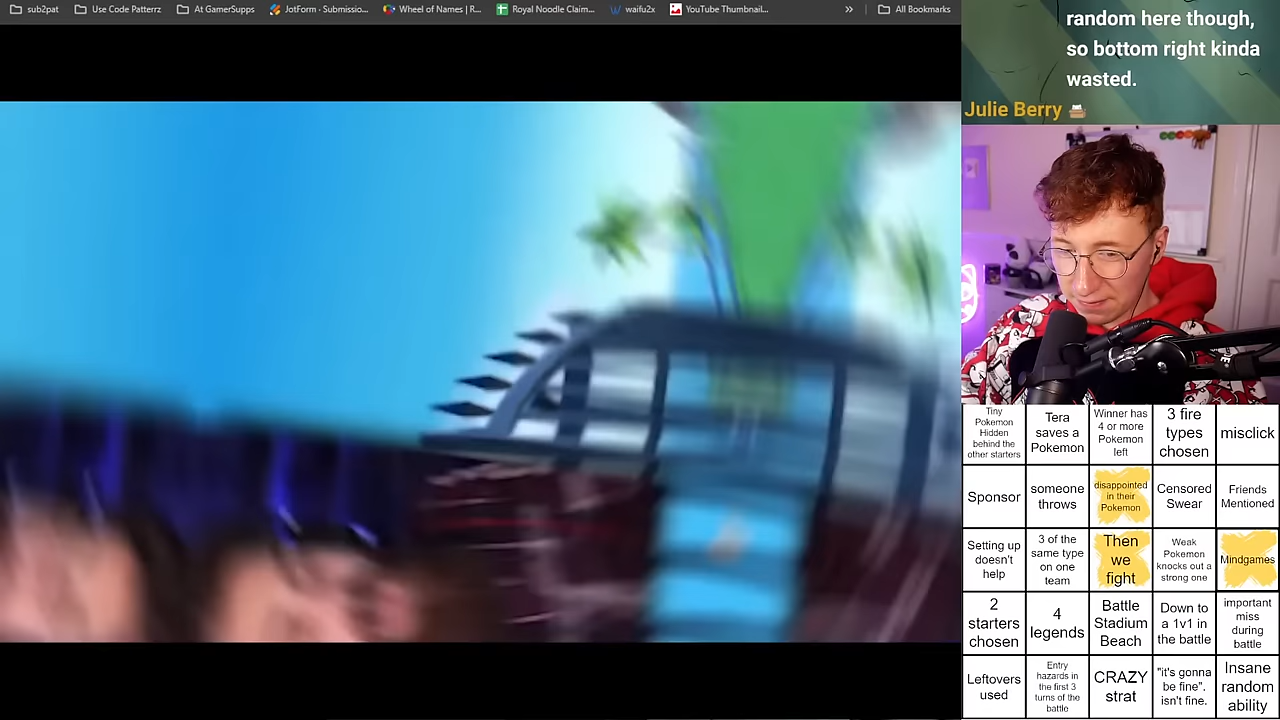 sub2pat
Use Code Patterrz
At GamerSupps
JotForm · Submissio...
Wheel of Names | R...
Royal Noodle Claim...
waifu2x
YouTube Thumbnail...
»
All Bookmarks
random here though,
so bottom right kinda
wasted.
Julie Berry
Tiny
Pokemon
Hidden
behind the
other starters
Tera
saves a
Pokemon
Winner has
4 or more
Pokemon
left
3 fire
types
chosen
misclick
Sponsor
someone
throws
disappointed
in their
Pokemon
Censored
Swear
Friends
Mentioned
Setting up
doesn't
help
3 of the
same type
on one
team
Then
we
fight
Weak
Pokemon
knocks out a
strong one
Mindgames
2
starters
chosen
4
legends
Battle
Stadium
Beach
Down to
a 1v1 in
the battle
important
miss
during
battle
Leftovers
used
Entry
hazards in
the first 3
turns of the
battle
CRAZY
strat
"it's gonna
be fine".
isn't fine.
Insane
random
ability